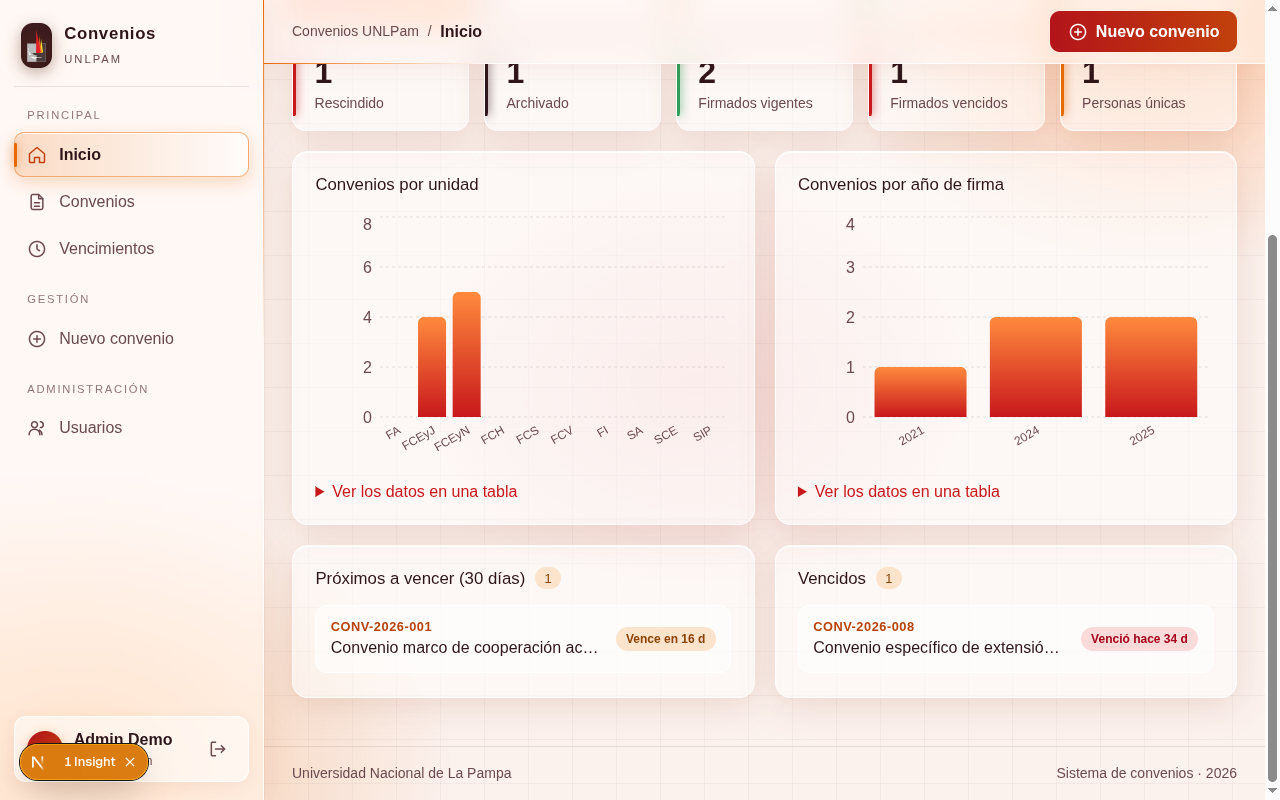 Convenios
UNLPAM
PRINCIPAL
Inicio
Convenios
Vencimientos
GESTIÓN
Nuevo convenio
ADMINISTRACIÓN
Usuarios
Admin Demo
1 Insight
Convenios UNLPam / Inicio
Nuevo convenio
1
Rescindido
1
Archivado
2
Firmados vigentes
1
Firmados vencidos
1
Personas únicas
Convenios por unidad
8
6
4
2
0
FA FCEyJ FCEyN FCH FCS FCV FI SA SCE SIP
Ver los datos en una tabla
Convenios por año de firma
4
3
2
1
0
2021 2024 2025
Ver los datos en una tabla
Próximos a vencer (30 días) 1
CONV-2026-001
Convenio marco de cooperación ac…
Vence en 16 d
Vencidos 1
CONV-2026-008
Convenio específico de extensió…
Venció hace 34 d
Universidad Nacional de La Pampa
Sistema de convenios · 2026